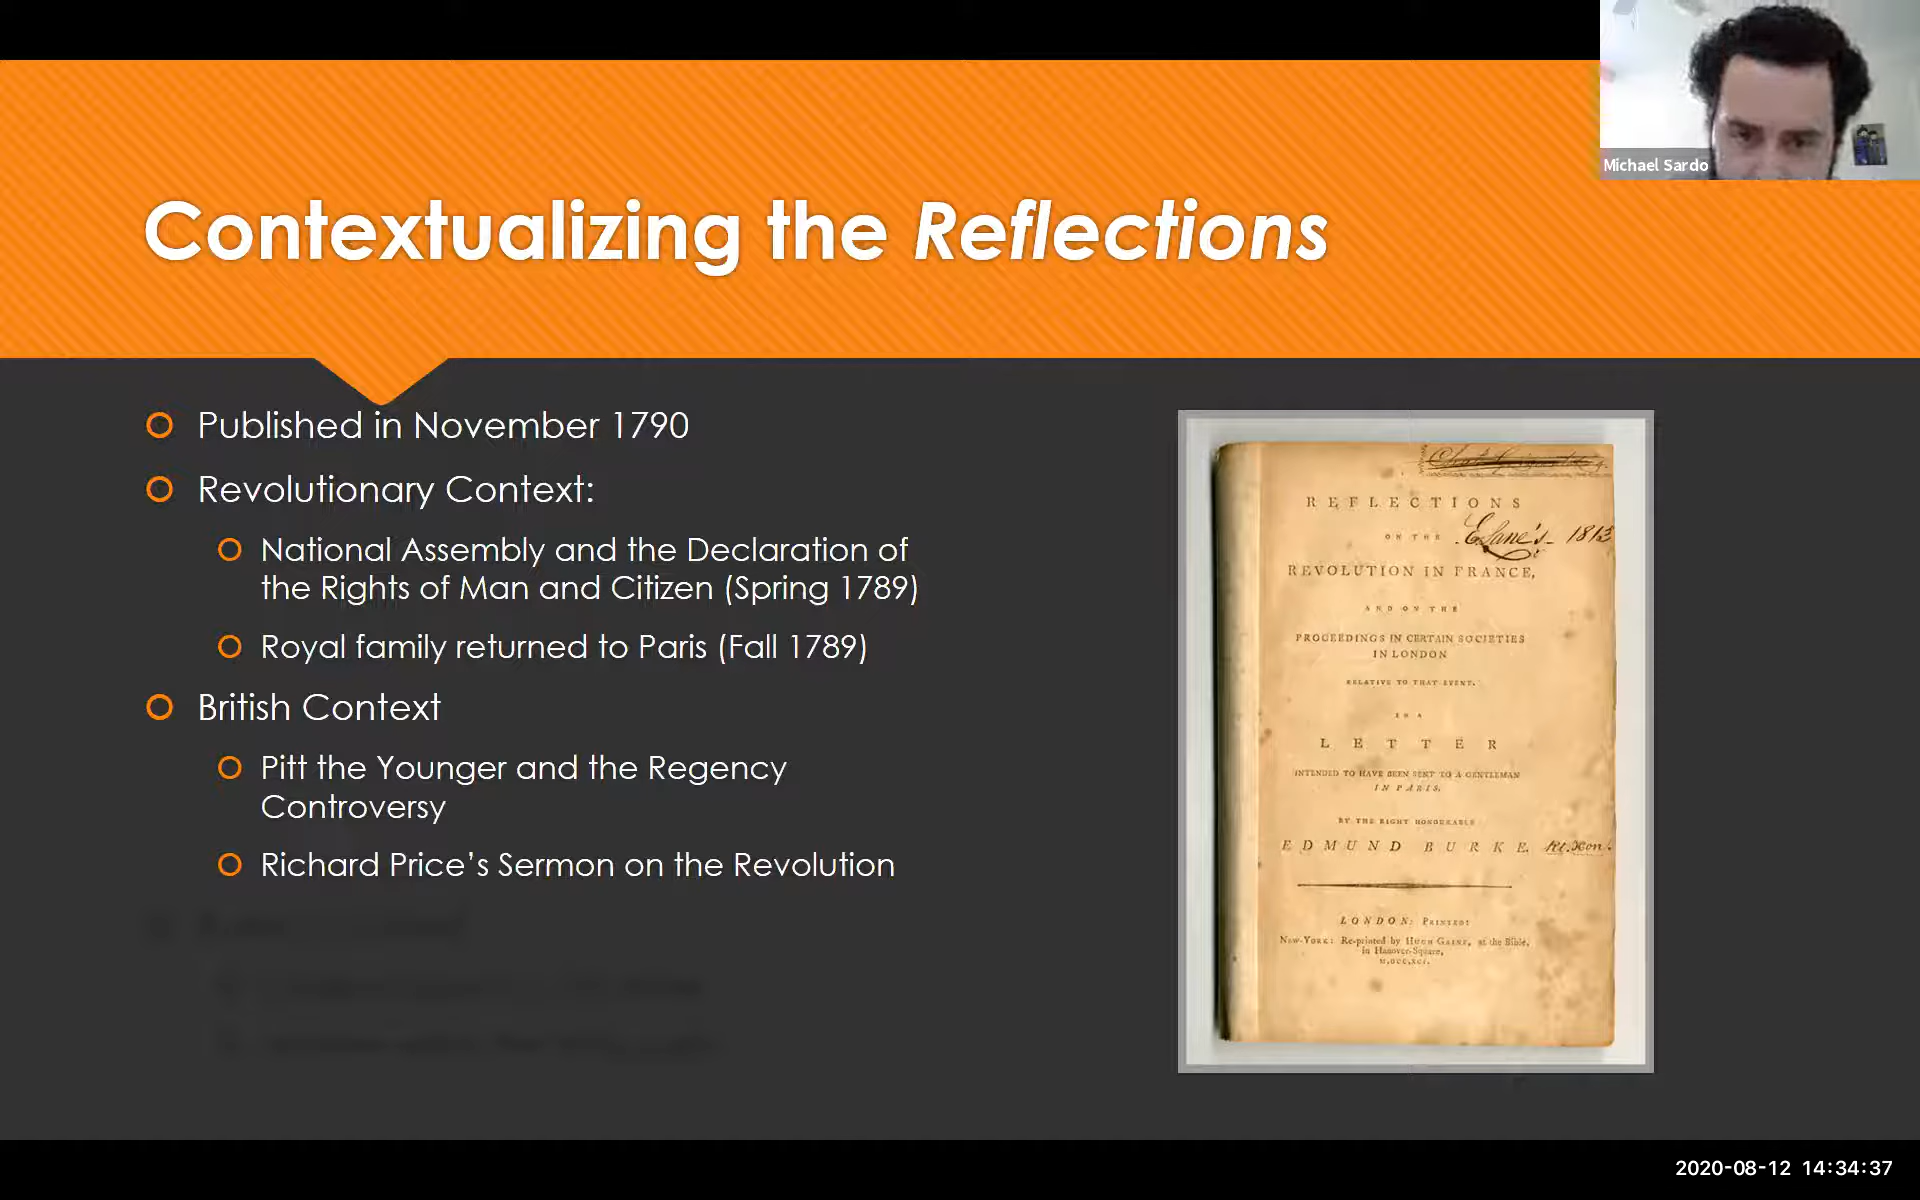 Michael Sardo
Contextualizing the Reflections
Published in November 1790
Revolutionary Context:
National Assembly and the Declaration of
the Rights of Man and Citizen (Spring 1789)
Royal family returned to Paris (Fall 1789)
British Context
Pitt the Younger and the Regency
Controversy
Richard Price's Sermon on the Revolution
REFLECTIONS
ON THE
1813
REVOLUTION IN FRANCE,
AND ON THE
PROCEEDINGS IN CERTAIN SOCIETIES
IN LONDON
RELATIVE TO THAT EVENT.
IN A
LETTER
INTENDED TO HAVE BEEN SENT TO A GENTLEMAN
IN PARIS.
BY THE RIGHT HONOURABLE
EDMUND BURKE.
LONDON: PRINTED:
NEW-YORK: Re-printed by HUGH GAINE, at the Bible,
in Hanover-Square,
M,DCC,XCI.
2020-08-12 14:34:37